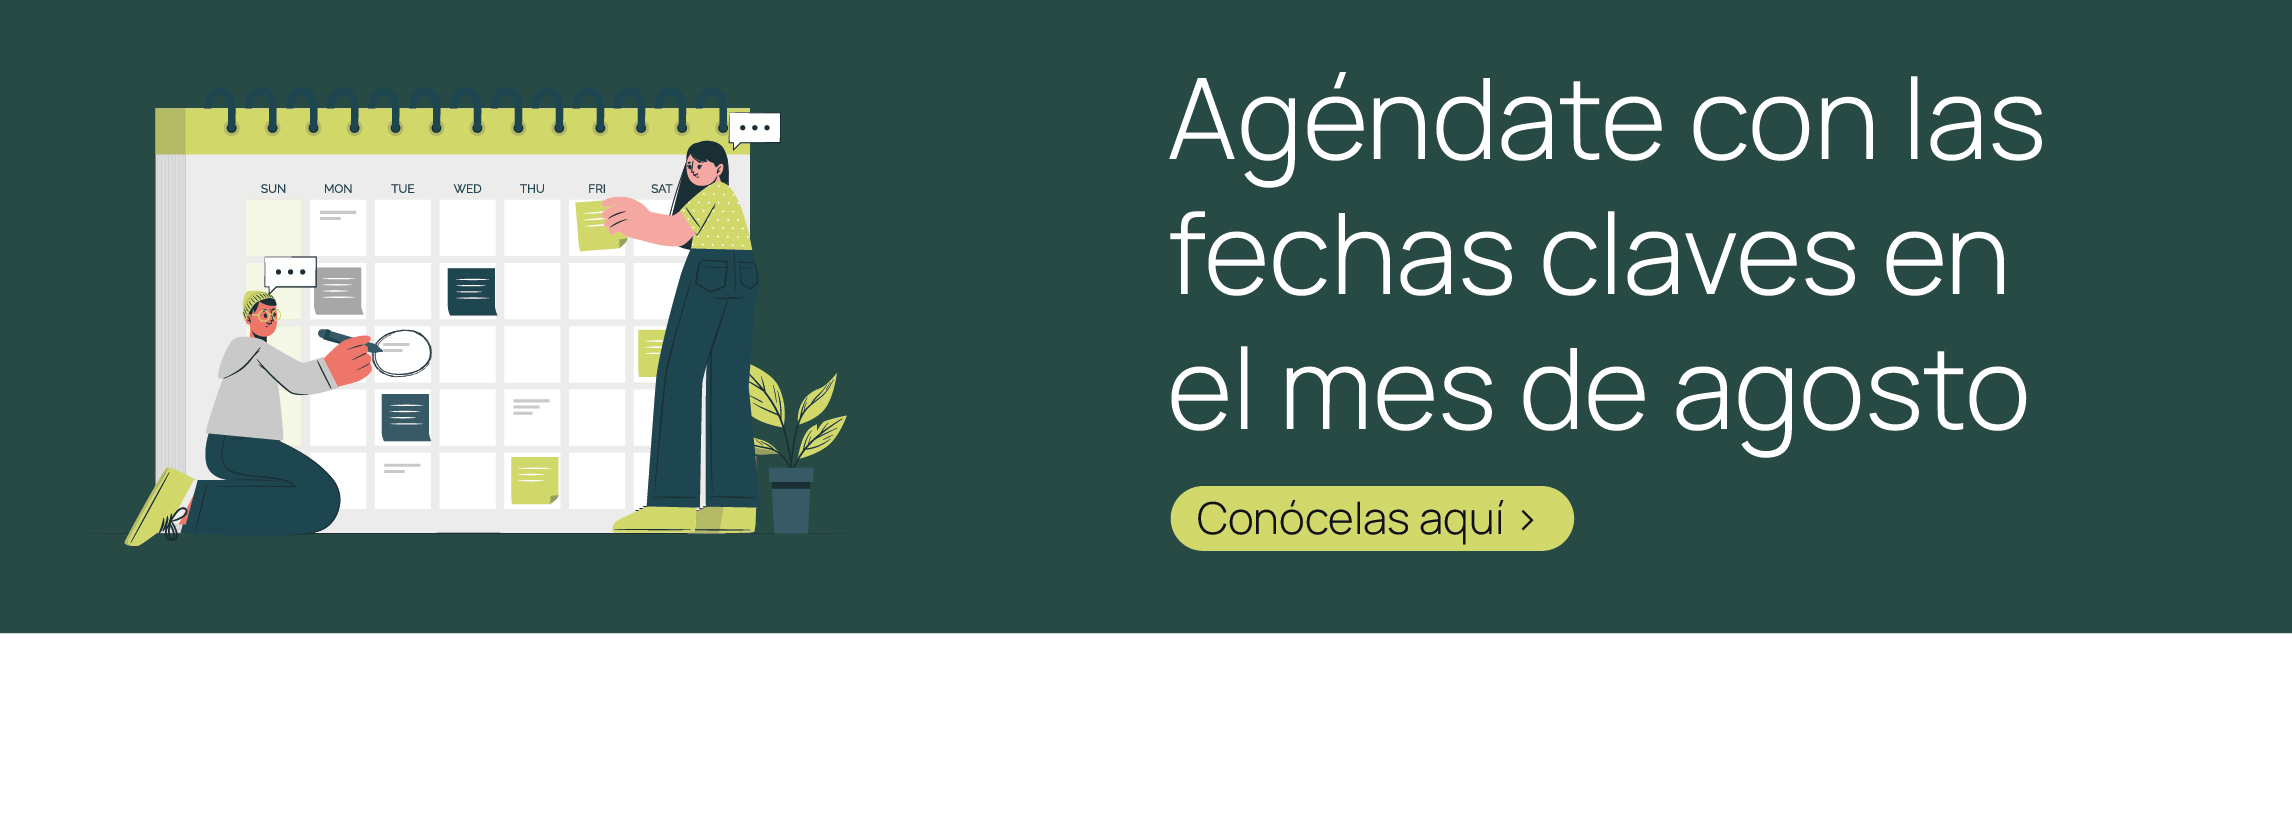 Agéndate con las
fechas claves en
el mes de agosto
Conócelas aquí >
SUN MON TUE WED THU FRI SAT